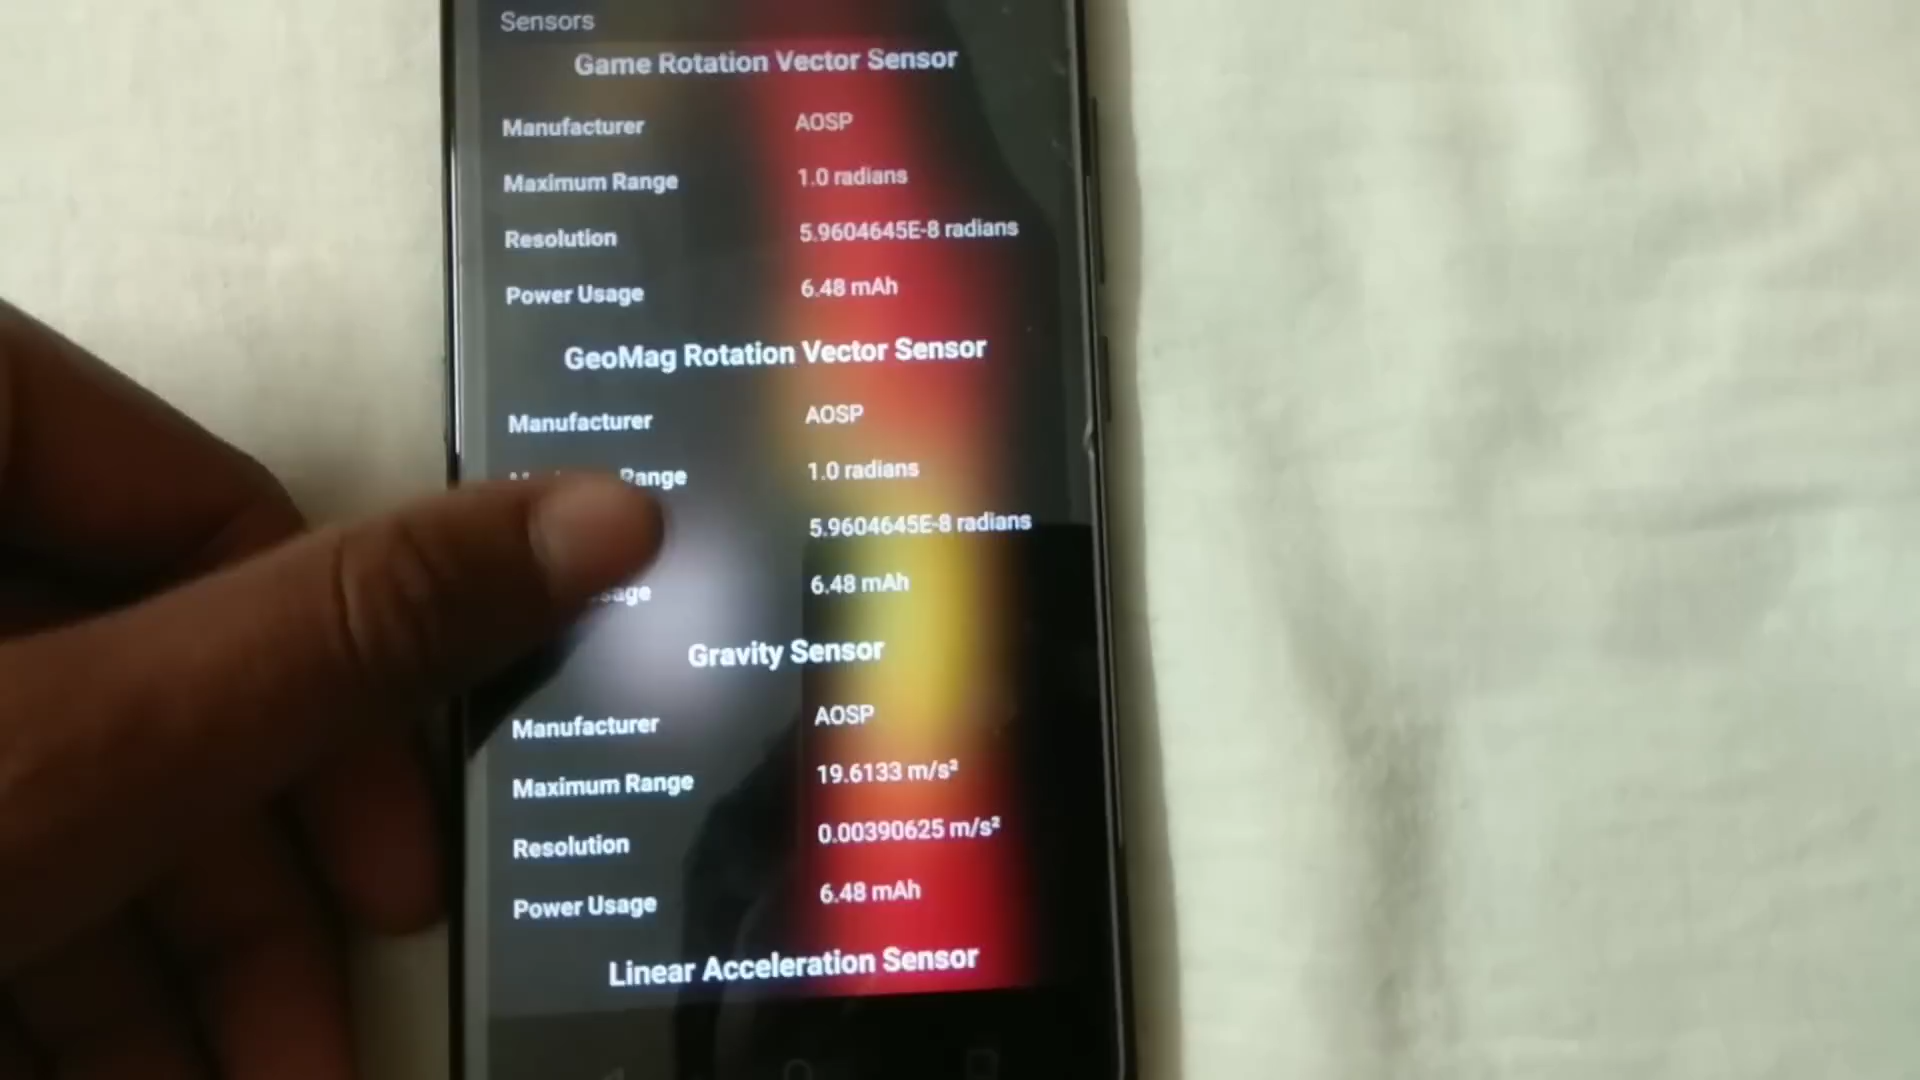 Sensors
Game Rotation Vector Sensor
Manufacturer AOSP
Maximum Range 1.0 radians
Resolution 5.9604645E-8 radians
Power Usage 6.48 mAh
GeoMag Rotation Vector Sensor
Manufacturer AOSP
Range 1.0 radians
5.9604645E-8 radians
6.48 mAh
Gravity Sensor
Manufacturer AOSP
Maximum Range 19.6133 m/s²
Resolution 0.00390625 m/s²
Power Usage 6.48 mAh
Linear Acceleration Sensor